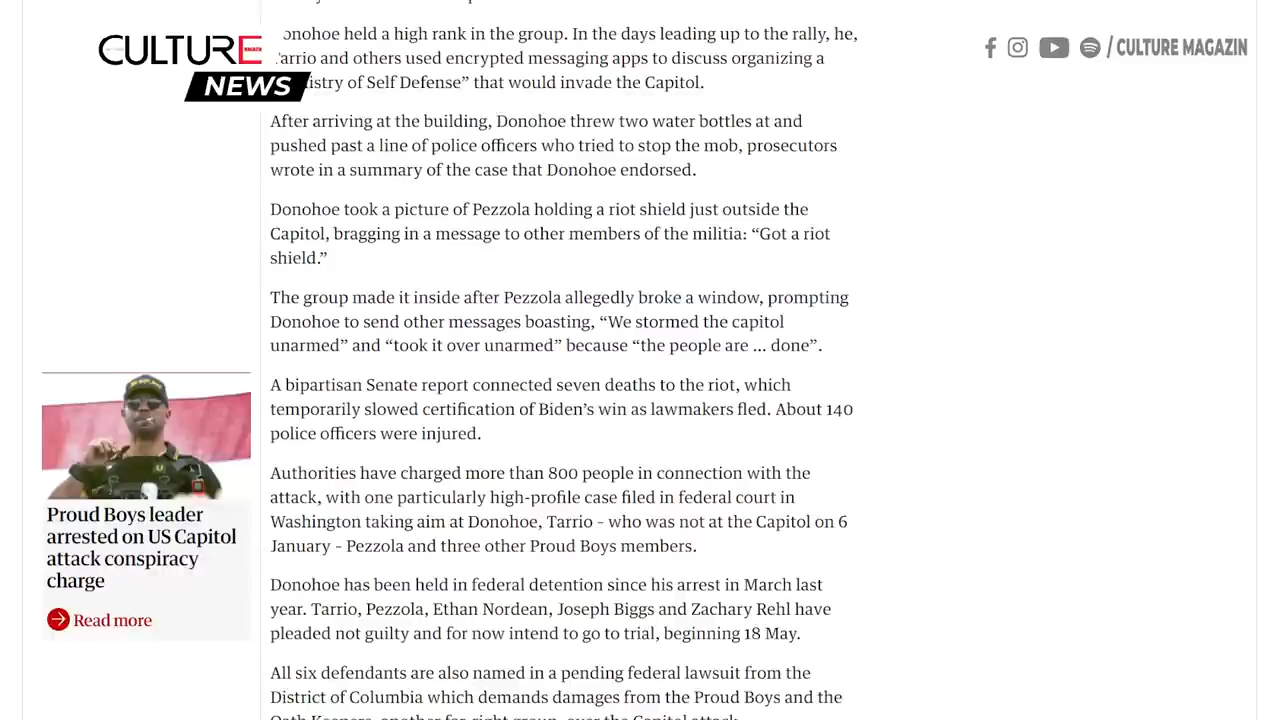 CULTURE
MAGAZIN
NEWS
/ CULTURE MAGAZIN
onohoe held a high rank in the group. In the days leading up to the rally, he,
arrio and others used encrypted messaging apps to discuss organizing a
istry of Self Defense” that would invade the Capitol.
After arriving at the building, Donohoe threw two water bottles at and
pushed past a line of police officers who tried to stop the mob, prosecutors
wrote in a summary of the case that Donohoe endorsed.
Donohoe took a picture of Pezzola holding a riot shield just outside the
Capitol, bragging in a message to other members of the militia: “Got a riot
shield.”
The group made it inside after Pezzola allegedly broke a window, prompting
Donohoe to send other messages boasting, “We stormed the capitol
unarmed” and “took it over unarmed” because “the people are ... done”.
A bipartisan Senate report connected seven deaths to the riot, which
temporarily slowed certification of Biden’s win as lawmakers fled. About 140
police officers were injured.
Authorities have charged more than 800 people in connection with the
attack, with one particularly high-profile case filed in federal court in
Washington taking aim at Donohoe, Tarrio – who was not at the Capitol on 6
January – Pezzola and three other Proud Boys members.
Donohoe has been held in federal detention since his arrest in March last
year. Tarrio, Pezzola, Ethan Nordean, Joseph Biggs and Zachary Rehl have
pleaded not guilty and for now intend to go to trial, beginning 18 May.
All six defendants are also named in a pending federal lawsuit from the
District of Columbia which demands damages from the Proud Boys and the
Oath Keepers, another far-right group, over the Capitol attack.
Proud Boys leader
arrested on US Capitol
attack conspiracy
charge
Read more